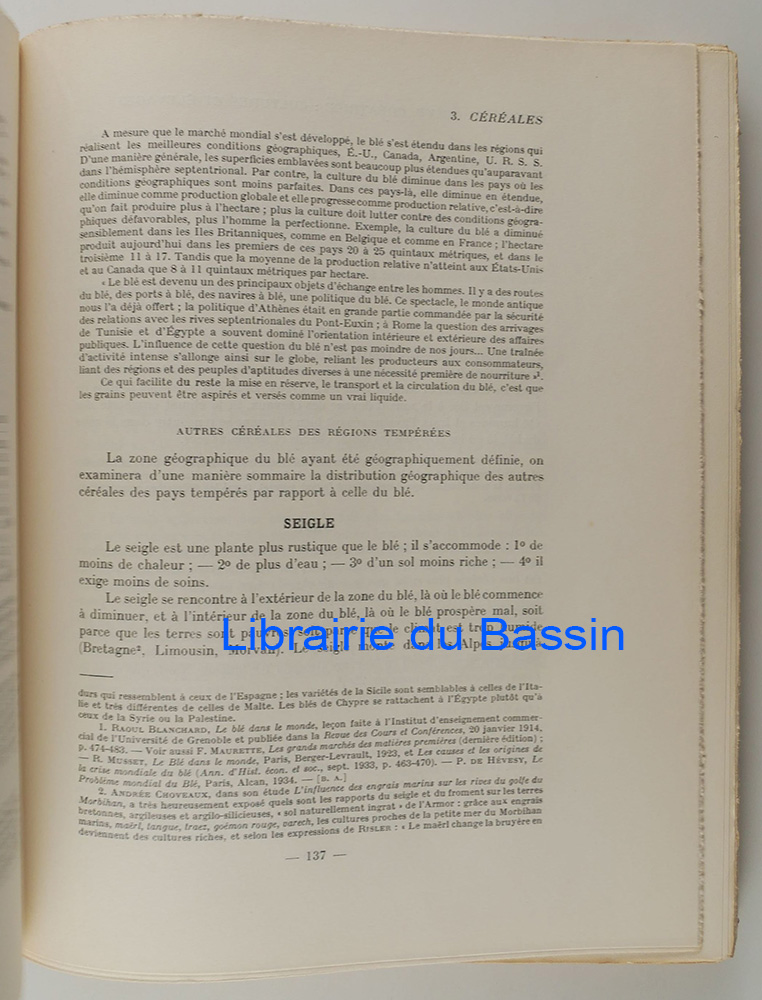 3. CÉRÉALES
A mesure que le marché mondial s'est développé, le blé s'est étendu dans les régions qui
réalisent les meilleures conditions géographiques, É.-U., Canada, Argentine, U. R. S. S.
D'une manière générale, les superficies emblavées sont beaucoup plus étendues qu'auparavant
dans l'hémisphère septentrional. Par contre, la culture du blé diminue dans les pays où les
conditions géographiques sont moins parfaites. Dans ces pays-là, elle diminue en étendue,
elle diminue comme production globale et elle progresse comme production relative, c'est-à-dire
qu'on fait produire plus à l'hectare ; plus la culture doit lutter contre des conditions géogra-
phiques défavorables, plus l'homme la perfectionne. Exemple, la culture du blé a diminué
sensiblement dans les Iles Britanniques, comme en Belgique et comme en France ; l'hectare
produit aujourd'hui dans les premiers de ces pays 20 à 25 quintaux métriques, et dans le
troisième 11 à 17. Tandis que la moyenne de la production relative n'atteint aux États-Unis
et au Canada que 8 à 11 quintaux métriques par hectare.
« Le blé est devenu un des principaux objets d'échange entre les hommes. Il y a des routes
du blé, des ports à blé, des navires à blé, une politique du blé. Ce spectacle, le monde antique
nous l'a déjà offert ; la politique d'Athènes était en grande partie commandée par la sécurité
des relations avec les rives septentrionales du Pont-Euxin ; à Rome la question des arrivages
de Tunisie et d'Égypte a souvent dominé l'orientation intérieure et extérieure des affaires
publiques. L'influence de cette question du blé n'est pas moindre de nos jours... Une traînée
d'activité intense s'allonge ainsi sur le globe, reliant les producteurs aux consommateurs,
liant des régions et des peuples d'aptitudes diverses à une nécessité première de nourriture »¹.
Ce qui facilite du reste la mise en réserve, le transport et la circulation du blé, c'est que
les grains peuvent être aspirés et versés comme un vrai liquide.
AUTRES CÉRÉALES DES RÉGIONS TEMPÉRÉES
La zone géographique du blé ayant été géographiquement définie, on
examinera d'une manière sommaire la distribution géographique des autres
céréales des pays tempérés par rapport à celle du blé.
SEIGLE
Le seigle est une plante plus rustique que le blé ; il s'accommode : 1º de
moins de chaleur ; — 2º de plus d'eau ; — 3º d'un sol moins riche ; — 4º il
exige moins de soins.
Le seigle se rencontre à l'extérieur de la zone du blé, là où le blé commence
à diminuer, et à l'intérieur de la zone du blé, là où le blé prospère mal, soit
parce que les terres sont pauvres, soit parce que le climat est trop humide
(Bretagne², Limousin, Morvan). Le seigle monte dans les Alpes jusqu'à
Librairie du Bassin
durs qui ressemblent à ceux de l'Espagne ; les variétés de la Sicile sont semblables à celles de l'Ita-
lie et très différentes de celles de Malte. Les blés de Chypre se rattachent à l'Égypte plutôt qu'à
ceux de la Syrie ou la Palestine.
1. RAOUL BLANCHARD, Le blé dans le monde, leçon faite à l'Institut d'enseignement commer-
cial de l'Université de Grenoble et publiée dans la Revue des Cours et Conférences, 20 janvier 1914,
p. 474-483. — Voir aussi F. MAURETTE, Les grands marchés des matières premières (dernière édition) ;
— R. MUSSET, Le Blé dans le monde, Paris, Berger-Levrault, 1923, et Les causes et les origines de
la crise mondiale du blé (Ann. d'Hist. écon. et soc., sept. 1933, p. 463-470). — P. DE HÉVESY, Le
Problème mondial du Blé, Paris, Alcan, 1934. — [D. A.]
2. ANDRÉE CHOVEAUX, dans son étude L'influence des engrais marins sur les rives du golfe du
Morbihan, a très heureusement exposé quels sont les rapports du seigle et du froment sur les terres
bretonnes, argileuses et argilo-silicieuses, « sol naturellement ingrat » de l'Armor : grâce aux engrais
marins, maërl, tangue, traez, goémon rouge, varech, les cultures proches de la petite mer du Morbihan
deviennent des cultures riches, et selon les expressions de RISLER : « Le maërl change la bruyère en
— 137 —